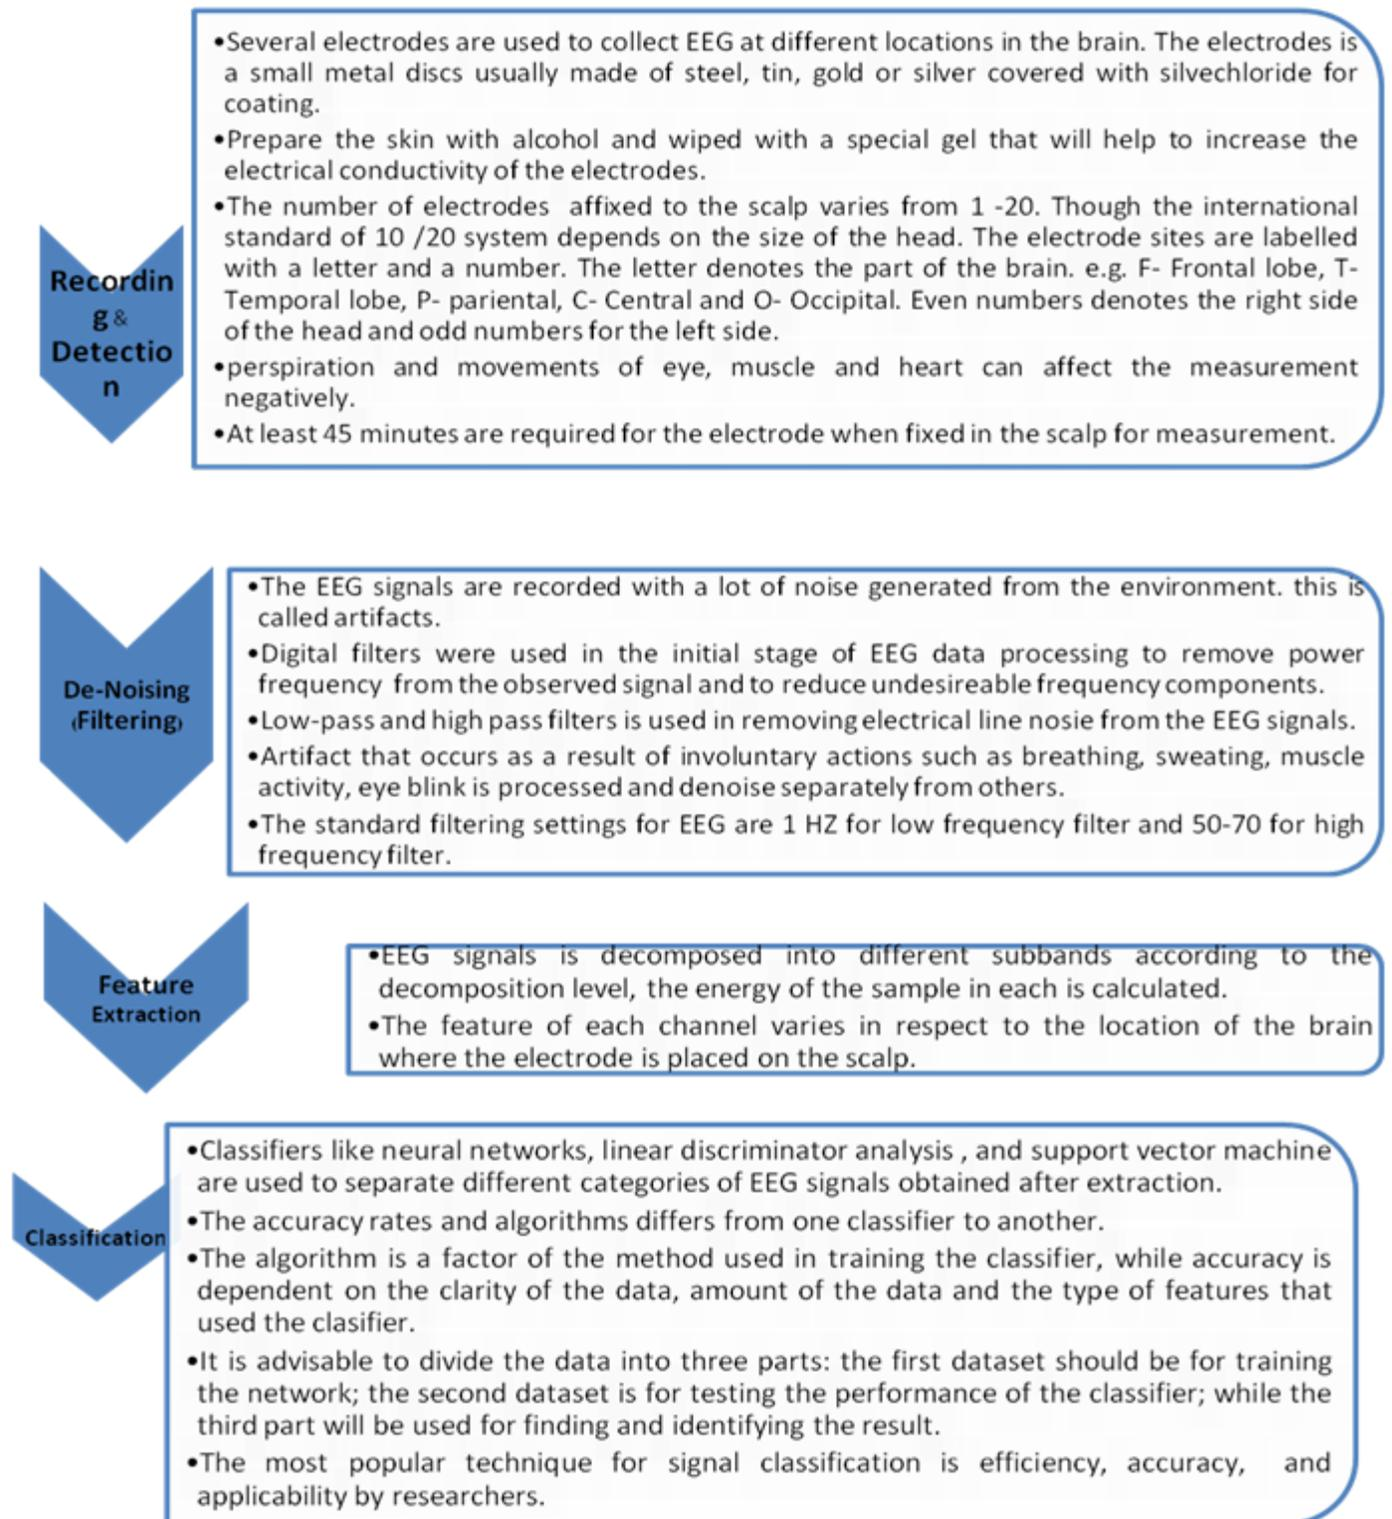 •Several electrodes are used to collect EEG at different locations in the brain. The electrodes is
a small metal discs usually made of steel, tin, gold or silver covered with silvechloride for
coating.
•Prepare the skin with alcohol and wiped with a special gel that will help to increase the
electrical conductivity of the electrodes.
•The number of electrodes affixed to the scalp varies from 1 -20. Though the international
standard of 10 /20 system depends on the size of the head. The electrode sites are labelled
with a letter and a number. The letter denotes the part of the brain. e.g. F- Frontal lobe, T-
Temporal lobe, P- pariental, C- Central and O- Occipital. Even numbers denotes the right side
of the head and odd numbers for the left side.
•perspiration and movements of eye, muscle and heart can affect the measurement
negatively.
•At least 45 minutes are required for the electrode when fixed in the scalp for measurement.
Recordin
g &
Detectio
n
•The EEG signals are recorded with a lot of noise generated from the environment. this is
called artifacts.
•Digital filters were used in the initial stage of EEG data processing to remove power
frequency from the observed signal and to reduce undesireable frequency components.
•Low-pass and high pass filters is used in removing electrical line nosie from the EEG signals.
•Artifact that occurs as a result of involuntary actions such as breathing, sweating, muscle
activity, eye blink is processed and denoise separately from others.
•The standard filtering settings for EEG are 1 HZ for low frequency filter and 50-70 for high
frequency filter.
De-Noising
(Filtering)
Feature
Extraction
•EEG signals is decomposed into different subbands according to the
decomposition level, the energy of the sample in each is calculated.
•The feature of each channel varies in respect to the location of the brain
where the electrode is placed on the scalp.
Classification
•Classifiers like neural networks, linear discriminator analysis , and support vector machine
are used to separate different categories of EEG signals obtained after extraction.
•The accuracy rates and algorithms differs from one classifier to another.
•The algorithm is a factor of the method used in training the classifier, while accuracy is
dependent on the clarity of the data, amount of the data and the type of features that
used the clasifier.
•It is advisable to divide the data into three parts: the first dataset should be for training
the network; the second dataset is for testing the performance of the classifier; while the
third part will be used for finding and identifying the result.
•The most popular technique for signal classification is efficiency, accuracy, and
applicability by researchers.